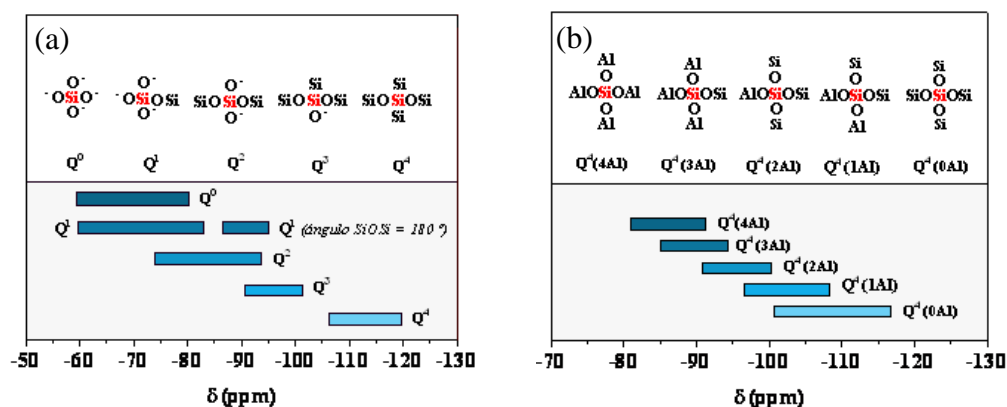 (a)
Si Si
O⁻ O⁻ O⁻ O O
⁻OSiO⁻ ⁻OSiOSi SiOSiOSi SiOSiOSi SiOSiOSi
O⁻ O⁻ O⁻ O⁻ O
Si
Q⁰ Q¹ Q² Q³ Q⁴
Q⁰
Q¹ Q¹ (ángulo SiOSi = 180°)
Q²
Q³
Q⁴
-50 -60 -70 -80 -90 -100 -110 -120 -130
δ (ppm)
(b)
Al Al Si Si Si
O O O O O
AlOSiOAl AlOSiOSi AlOSiOSi AlOSiOSi SiOSiOSi
O O O O O
Al Al Si Al Si
Q⁴(4Al) Q⁴(3Al) Q⁴(2Al) Q⁴(1Al) Q⁴(0Al)
Q⁴(4Al)
Q⁴(3Al)
Q⁴(2Al)
Q⁴(1Al)
Q⁴(0Al)
-70 -80 -90 -100 -110 -120 -130
δ (ppm)